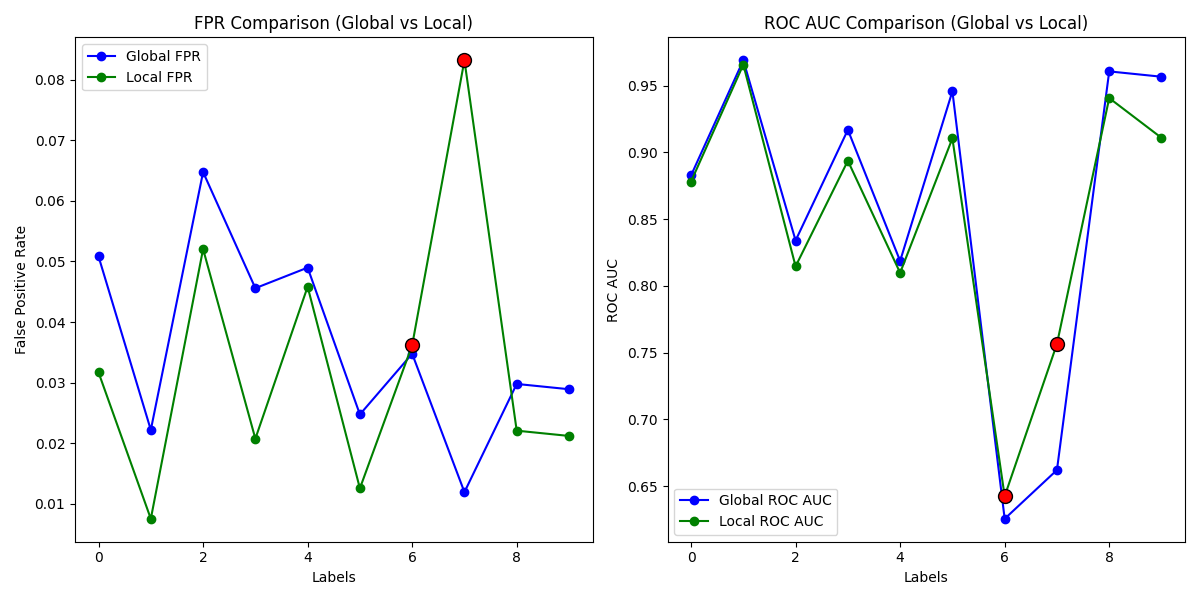 FPR Comparison (Global vs Local)
Global FPR
Local FPR
0.08
0.07
0.06
0.05
0.04
0.03
0.02
0.01
False Positive Rate
0 2 4 6 8
Labels
ROC AUC Comparison (Global vs Local)
0.95
0.90
0.85
0.80
0.75
0.70
0.65
ROC AUC
Global ROC AUC
Local ROC AUC
0 2 4 6 8
Labels